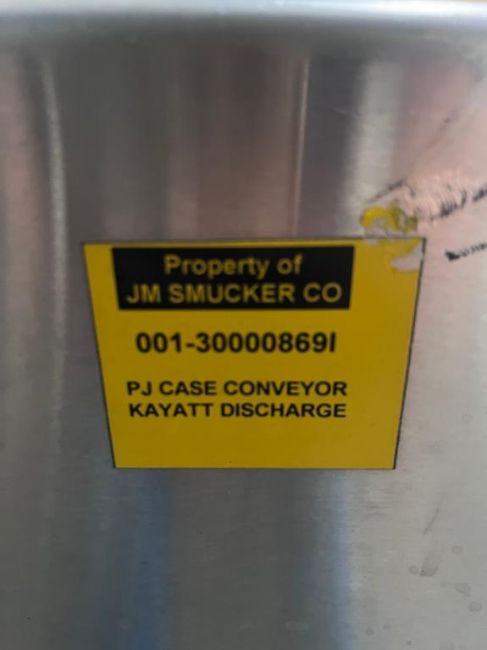 Property of
JM SMUCKER CO
001-30000869I
PJ CASE CONVEYOR
KAYATT DISCHARGE